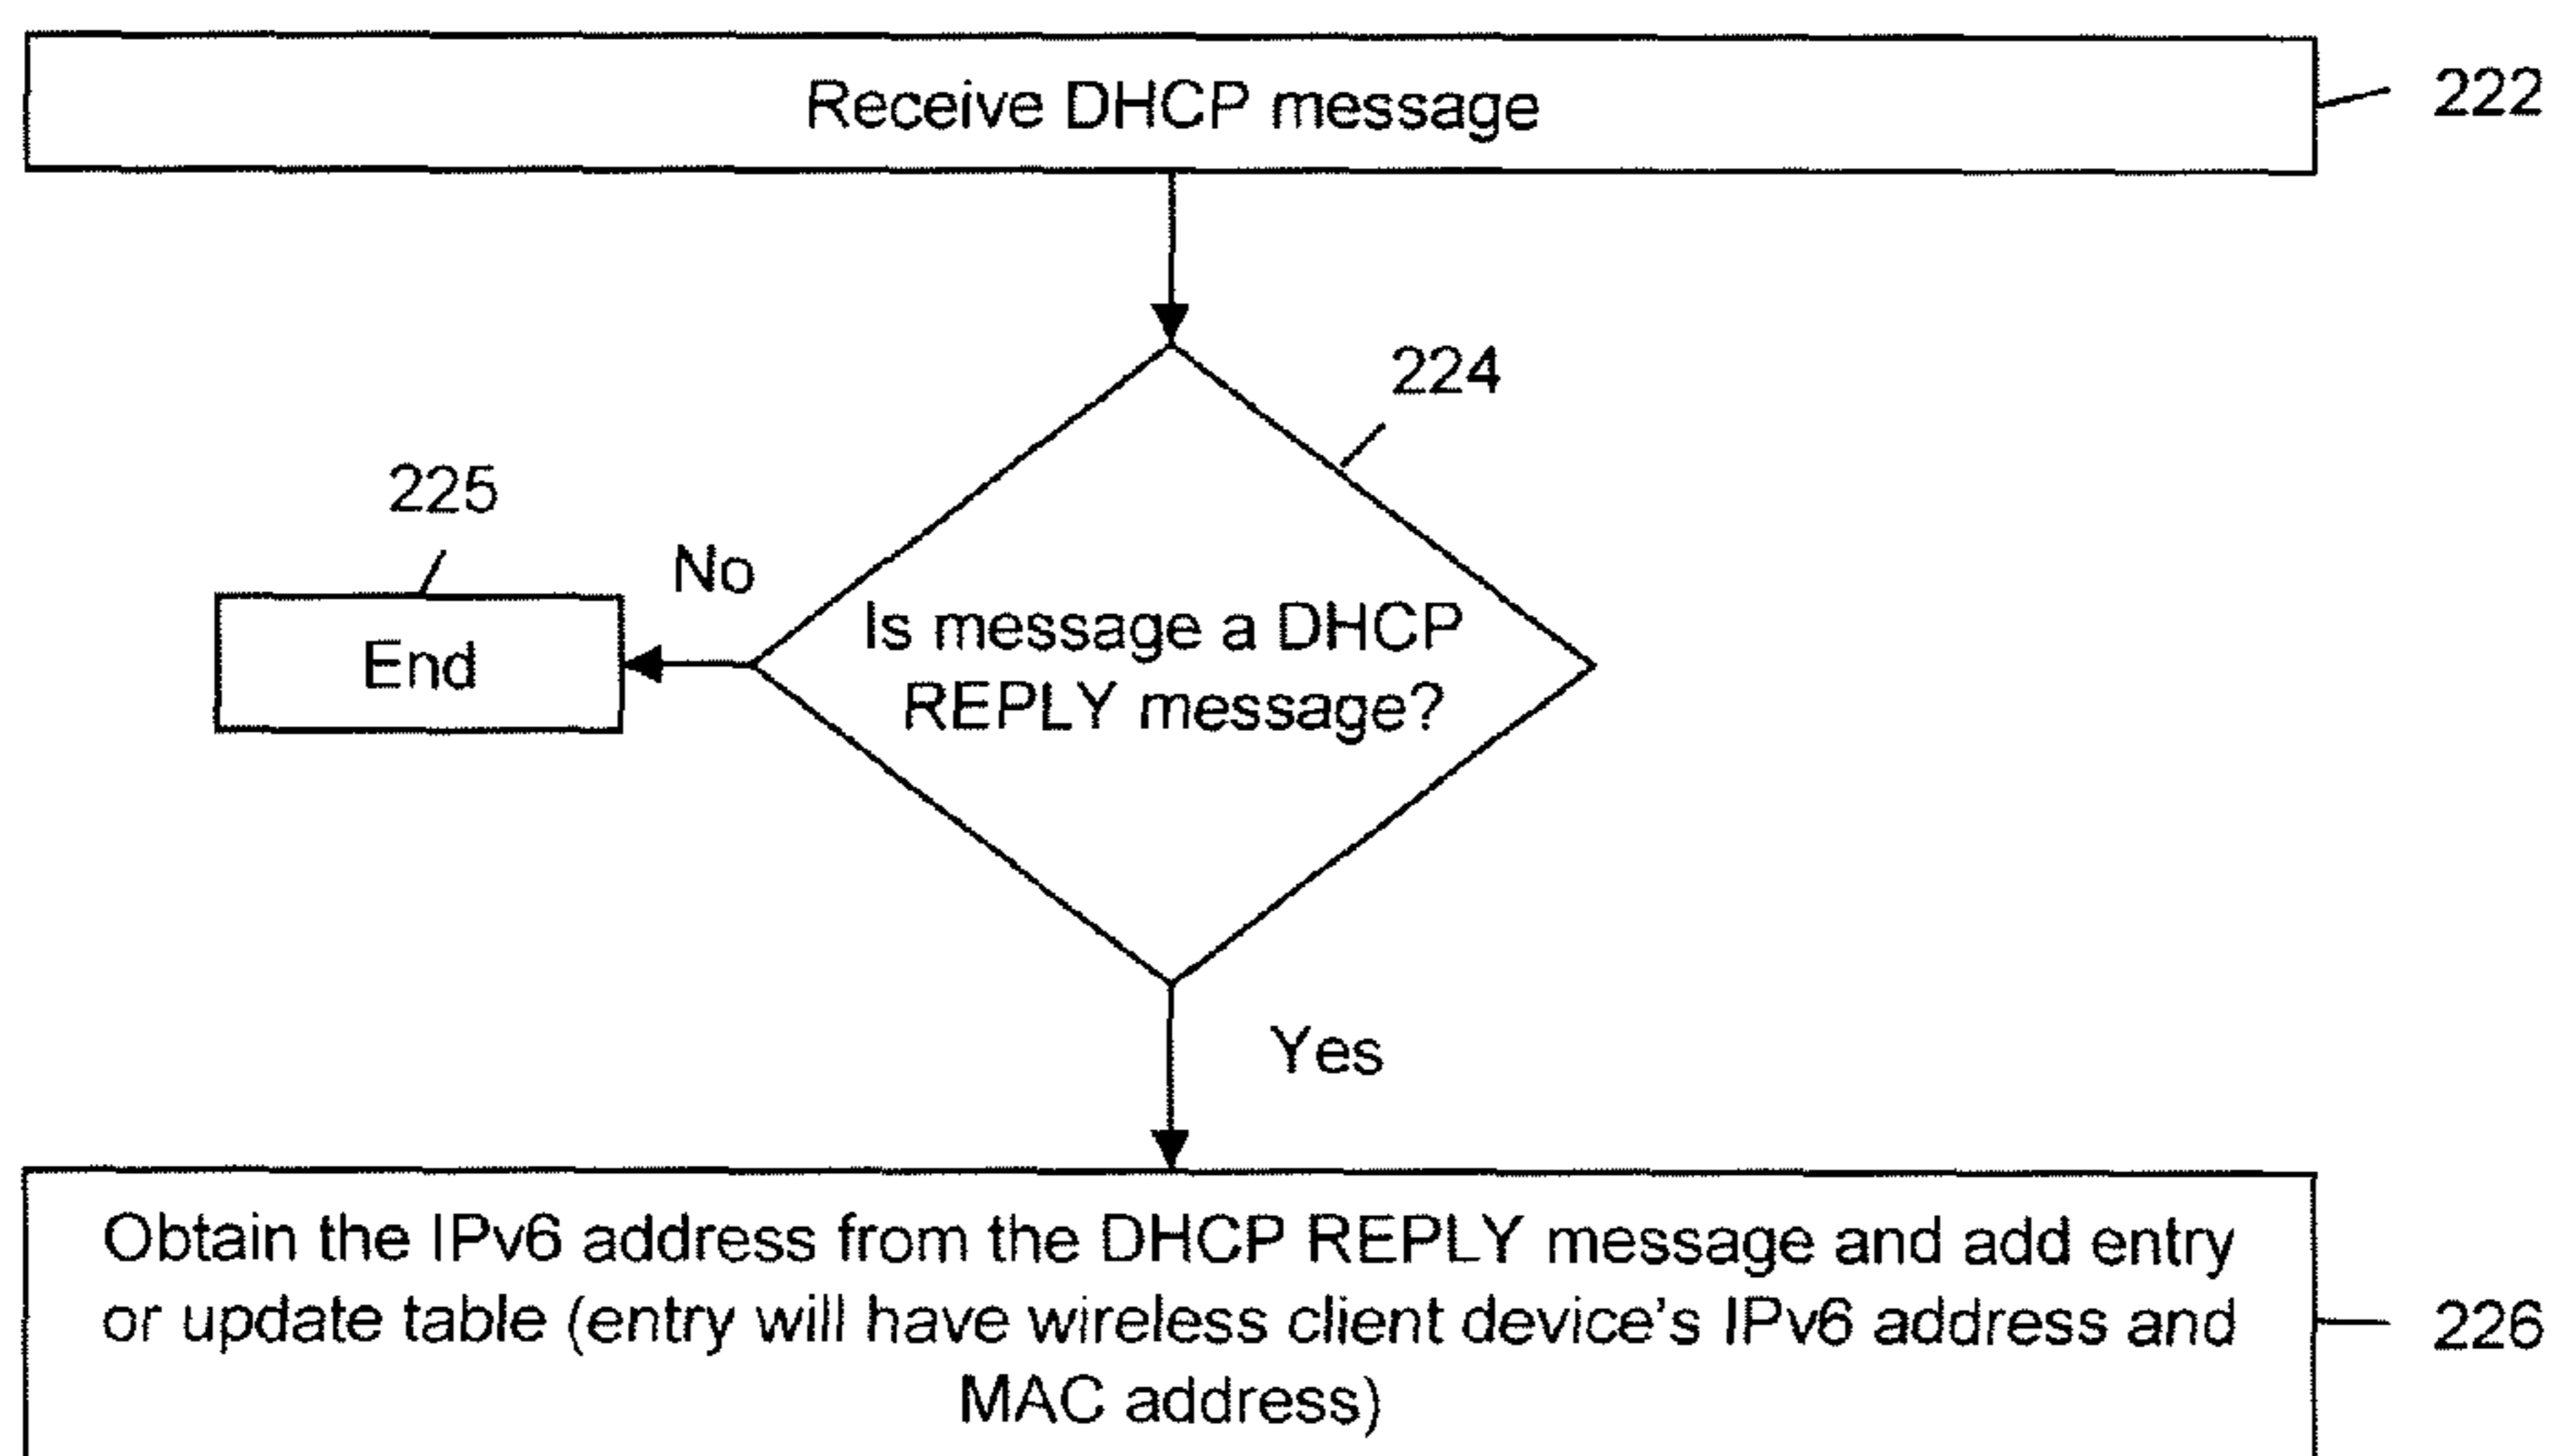 Receive DHCP message
222
224
225
No
Is message a DHCP
REPLY message?
End
Yes
Obtain the IPv6 address from the DHCP REPLY message and add entry
or update table (entry will have wireless client device's IPv6 address and
MAC address)
226